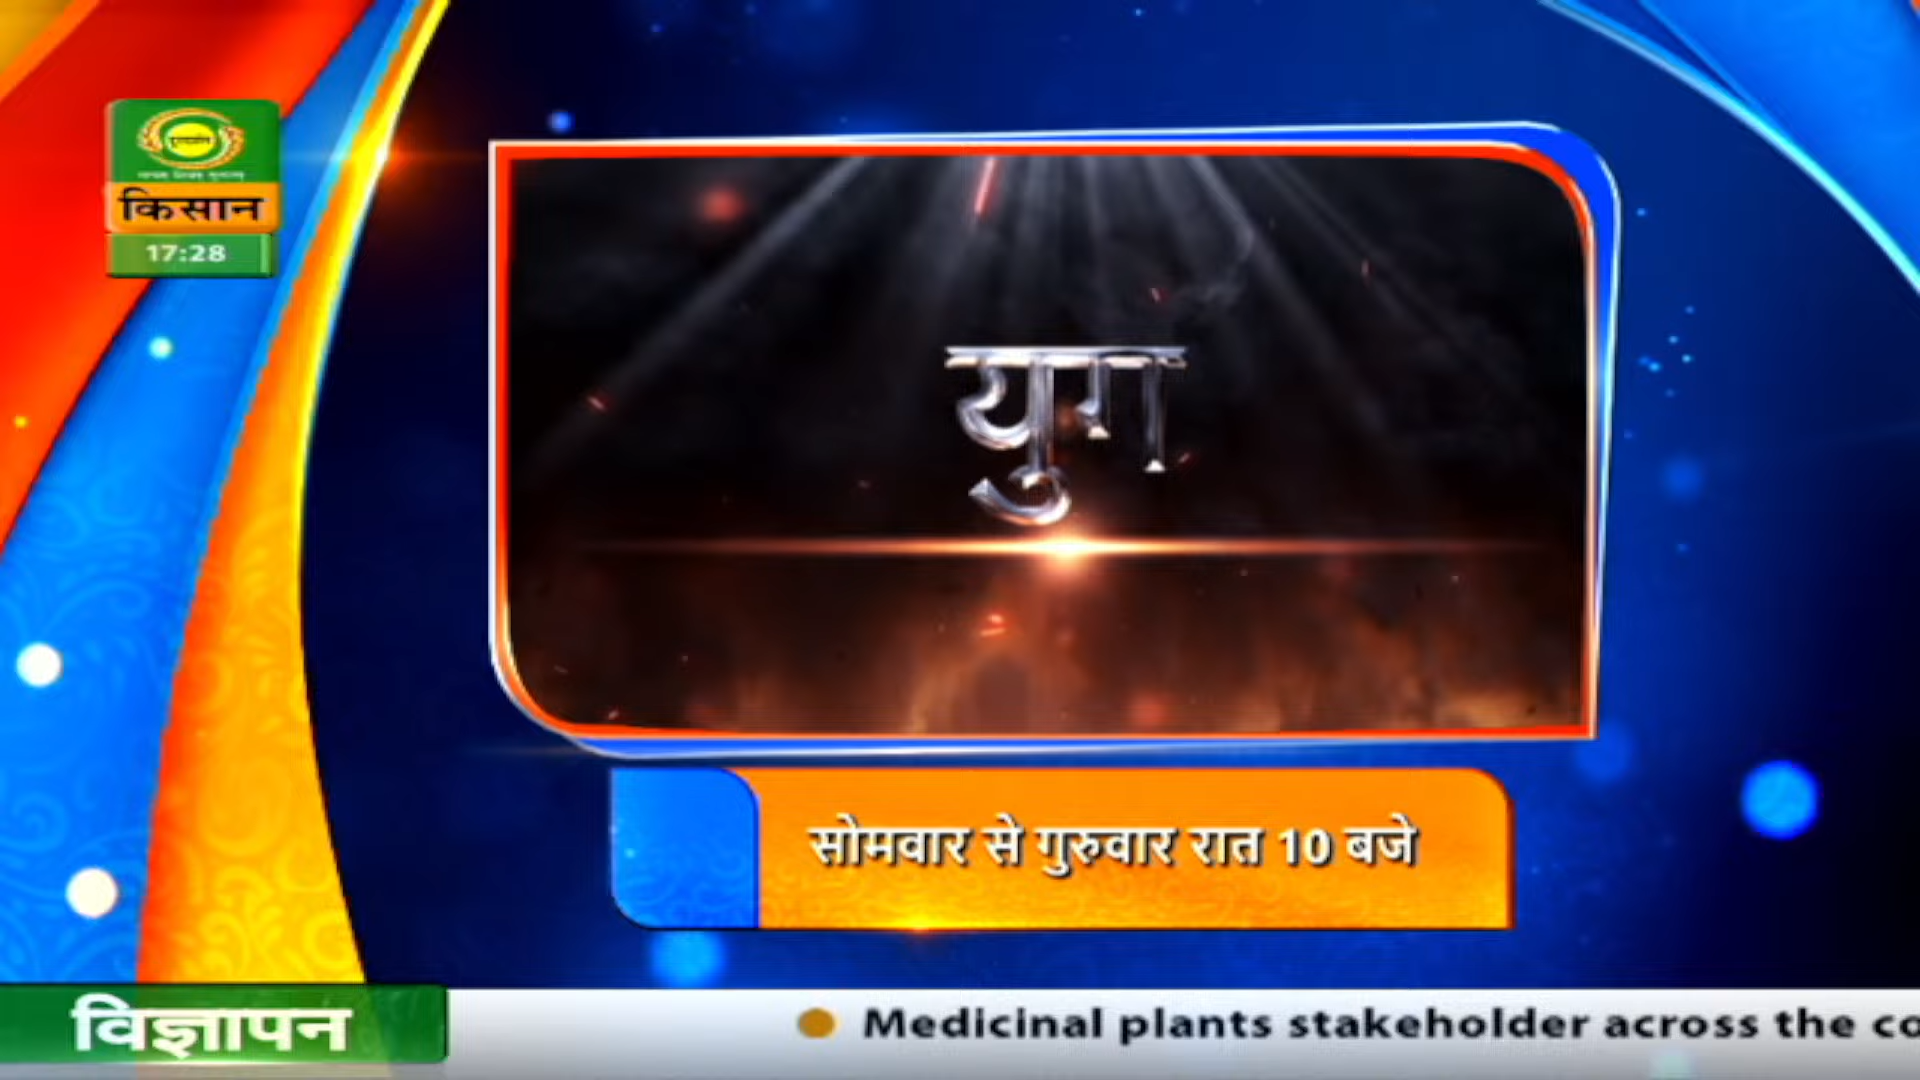 किसान
17:28
युग
सोमवार से गुरुवार रात 10 बजे
विज्ञापन
Medicinal plants stakeholder across the co